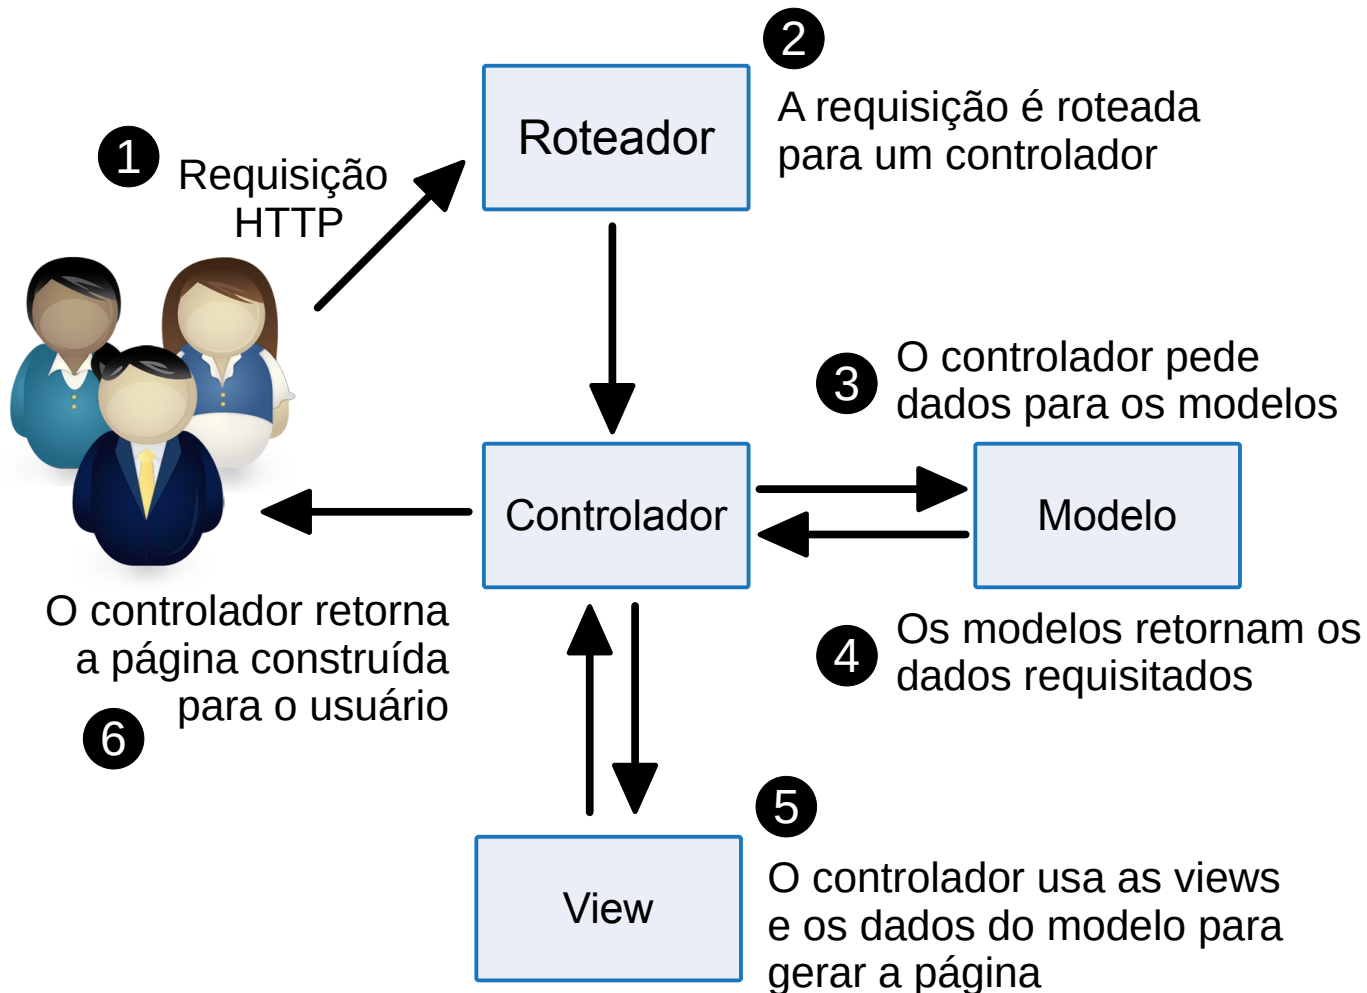 1
Requisição
HTTP
Roteador
2
A requisição é roteada
para um controlador
3
O controlador pede
dados para os modelos
Controlador
Modelo
4
Os modelos retornam os
dados requisitados
O controlador retorna
a página construída
para o usuário
6
5
View
O controlador usa as views
e os dados do modelo para
gerar a página